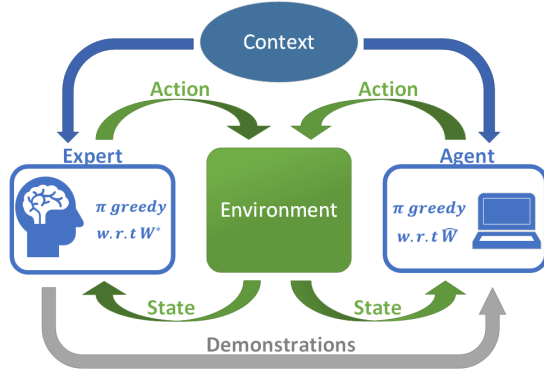 Context
Action
Action
Expert
Agent
π greedy
w.r.t W*
Environment
π greedy
w.r.t Ŵ
State
State
Demonstrations